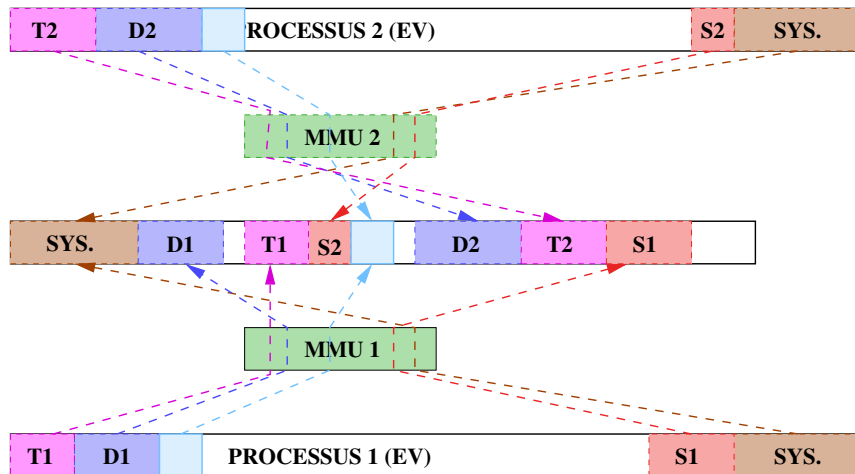 T2 D2 ROCESSUS 2 (EV) S2 SYS.
MMU 2
SYS. D1 T1 S2 D2 T2 S1
MMU 1
T1 D1 PROCESSUS 1 (EV) S1 SYS.